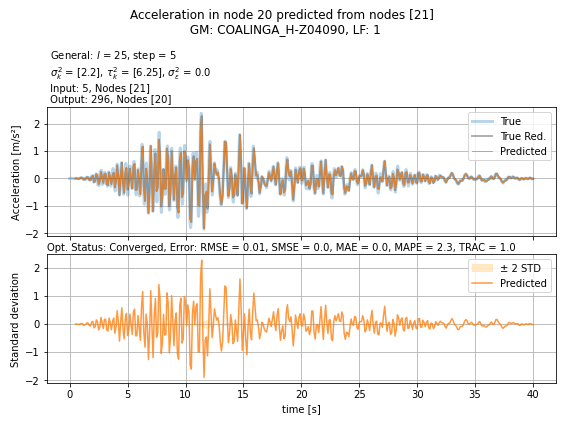 Acceleration in node 20 predicted from nodes [21]
GM: COALINGA_H-Z04090, LF: 1
General: l = 25, step = 5
σ²ₖ = [2.2], τ²ₖ = [6.25], σ²ε = 0.0
Input: 5, Nodes [21]
Output: 296, Nodes [20]
Acceleration [m/s²]
2
1
0
−1
−2
True
True Red.
Predicted
Opt. Status: Converged, Error: RMSE = 0.01, SMSE = 0.0, MAE = 0.0, MAPE = 2.3, TRAC = 1.0
Standard deviation
2
1
0
−1
−2
± 2 STD
Predicted
0 5 10 15 20 25 30 35 40
time [s]